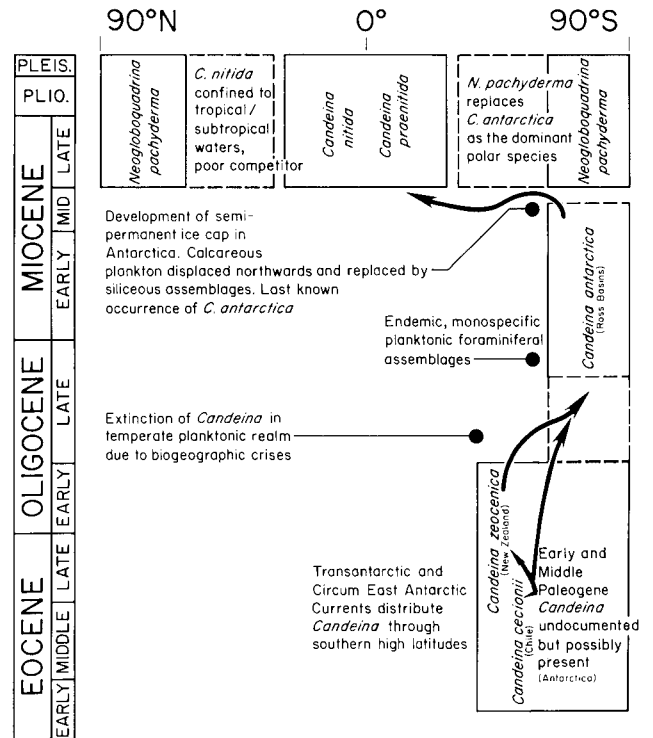 90°N 0° 90°S
PLEIS.
PLIO.
MIOCENE
LATE
MID
EARLY
OLIGOCENE
LATE
EARLY
EOCENE
LATE
MIDDLE
EARLY
Neogloboquadrina
pachyderma
C. nitida
confined to
tropical/
subtropical
waters,
poor competitor
Candeina
nitida
Candeina
praenitida
N. pachyderma
replaces
C. antarctica
as the dominant
polar species
Neogloboquadrina
pachyderma
Development of semi-
permanent ice cap in
Antarctica. Calcareous
plankton displaced northwards and replaced by
siliceous assemblages. Last known
occurrence of C. antarctica
Candeina antarctica
(Ross Basins)
Endemic, monospecific
planktonic foraminiferal
assemblages
Extinction of Candeina in
temperate planktonic realm
due to biogeographic crises
Candeina zeocenica
(New Zealand)
Candeina cecionii
(Chile)
Transantarctic and
Circum East Antarctic
Currents distribute
Candeina through
southern high latitudes
Early and
Middle
Paleogene
Candeina
undocumented
but possibly
present
(Antarctica)